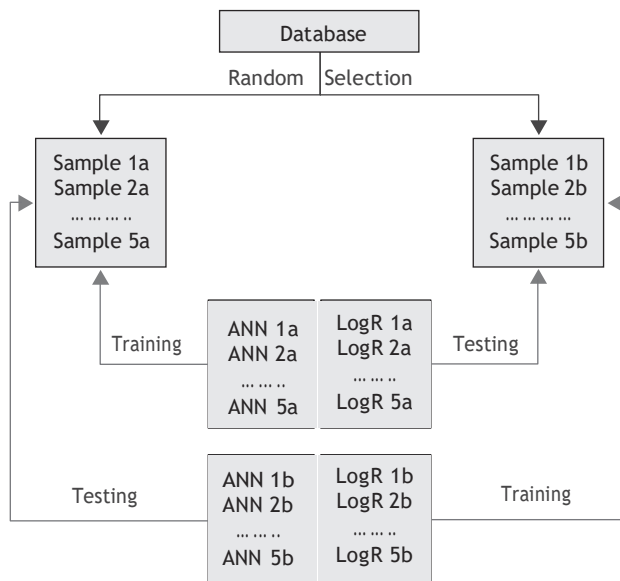 Database
Random Selection
Sample 1a
Sample 2a
... ... ... ..
Sample 5a
Sample 1b
Sample 2b
... ... ... ...
Sample 5b
Training
ANN 1a
ANN 2a
... ... ..
ANN 5a
LogR 1a
LogR 2a
... ... ..
LogR 5a
Testing
Testing
ANN 1b
ANN 2b
... ... ..
ANN 5b
LogR 1b
LogR 2b
... ... ..
LogR 5b
Training